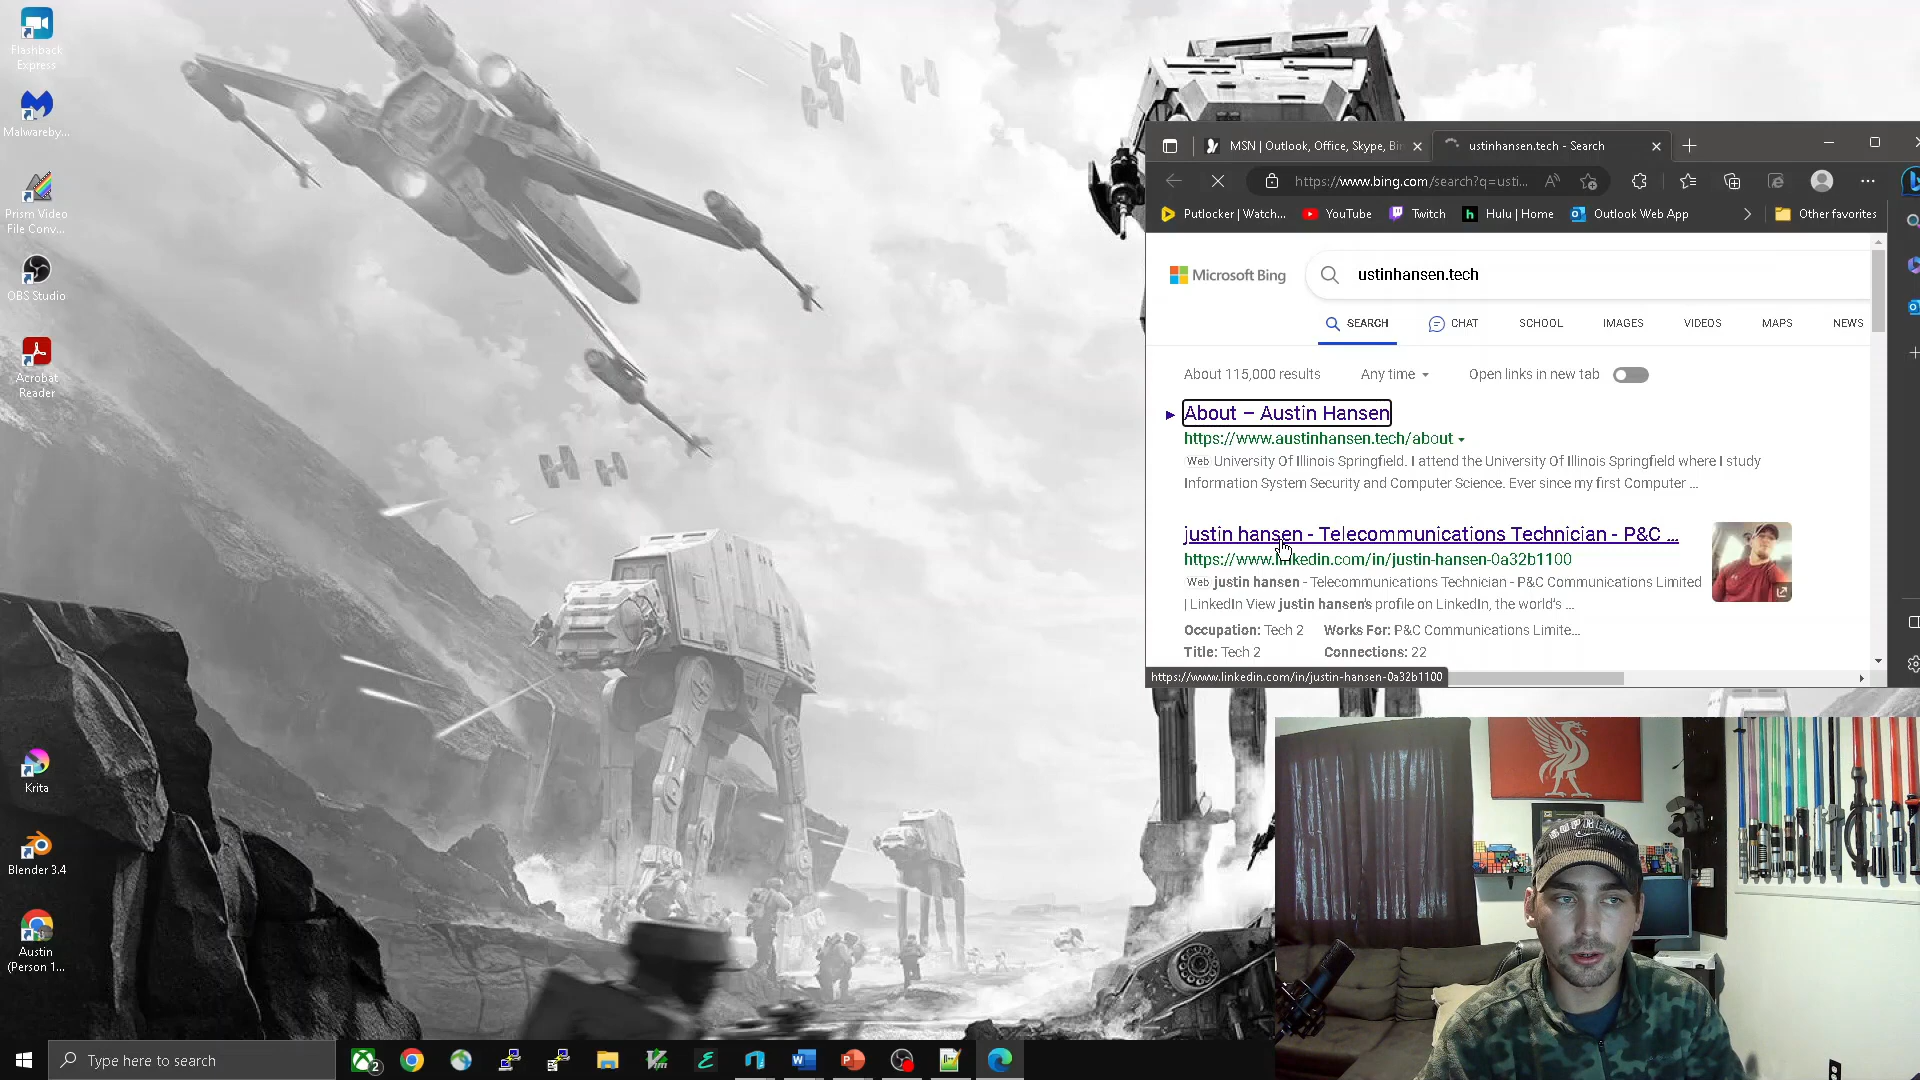 Flashback
Express
Malwareby...
Prism Video
File Conv...
OBS Studio
Acrobat
Reader
Krita
Blender 3.4
Austin
(Person 1...
MSN | Outlook, Office, Skype, Bin
ustinhansen.tech - Search
https://www.bing.com/search?q=usti...
Putlocker | Watch...
YouTube
Twitch
Hulu | Home
Outlook Web App
Other favorites
Microsoft Bing
ustinhansen.tech
SEARCH
CHAT
SCHOOL
IMAGES
VIDEOS
MAPS
NEWS
About 115,000 results
Any time
Open links in new tab
About – Austin Hansen
https://www.austinhansen.tech/about
Web University Of Illinois Springfield. I attend the University Of Illinois Springfield where I study
Information System Security and Computer Science. Ever since my first Computer ...
justin hansen - Telecommunications Technician - P&C ...
https://www.linkedin.com/in/justin-hansen-0a32b1100
Web justin hansen - Telecommunications Technician - P&C Communications Limited
| LinkedIn View justin hansen's profile on LinkedIn, the world's ...
Occupation: Tech 2 Works For: P&C Communications Limite...
Title: Tech 2 Connections: 22
https://www.linkedin.com/in/justin-hansen-0a32b1100
Type here to search
2